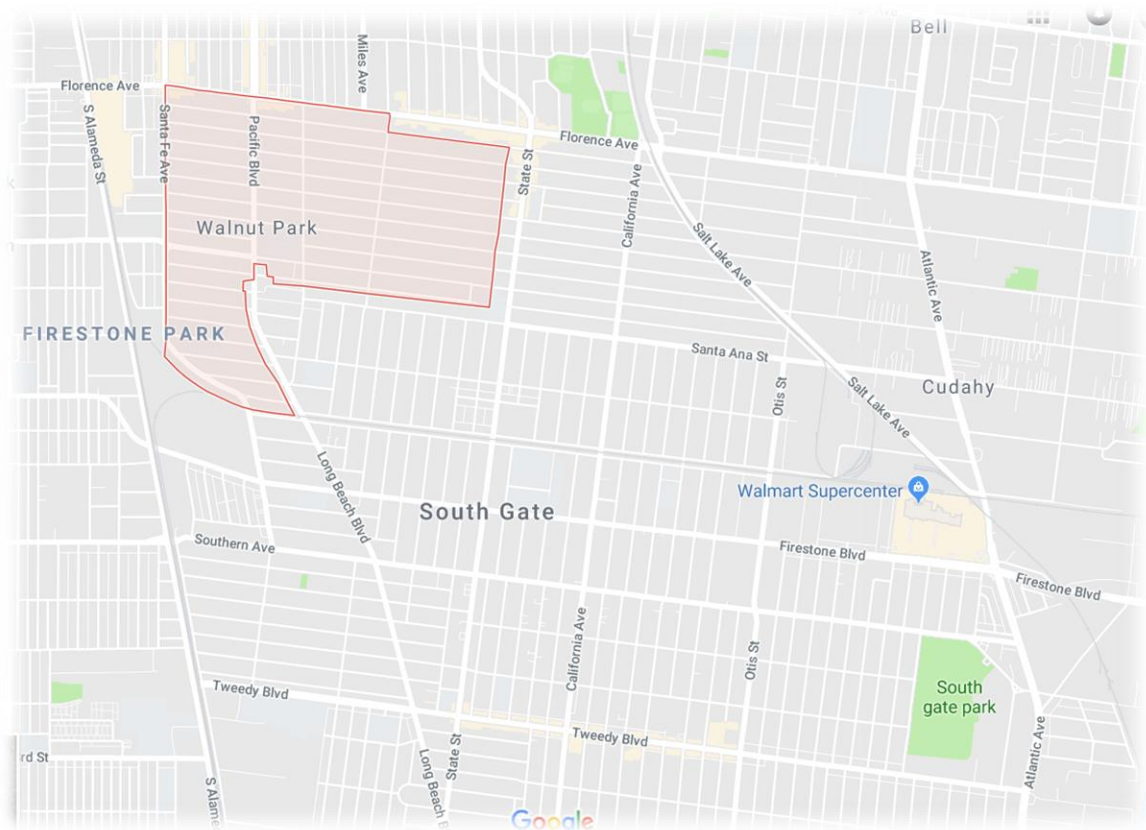 Bell
Miles Ave
Florence Ave
S Alameda St
Santa Fe Ave
Pacific Blvd
Florence Ave
State St
California Ave
Walnut Park
Salt Lake Ave
Atlantic Ave
FIRESTONE PARK
Santa Ana St
Otis St
Salt Lake Ave
Cudahy
Long Beach Blvd
Walmart Supercenter
South Gate
Southern Ave
Firestone Blvd
Firestone Blvd
California Ave
Otis St
Tweedy Blvd
South
gate park
Tweedy Blvd
State St
Long Beach B
Atlantic Ave
rd St
S Alam
Google